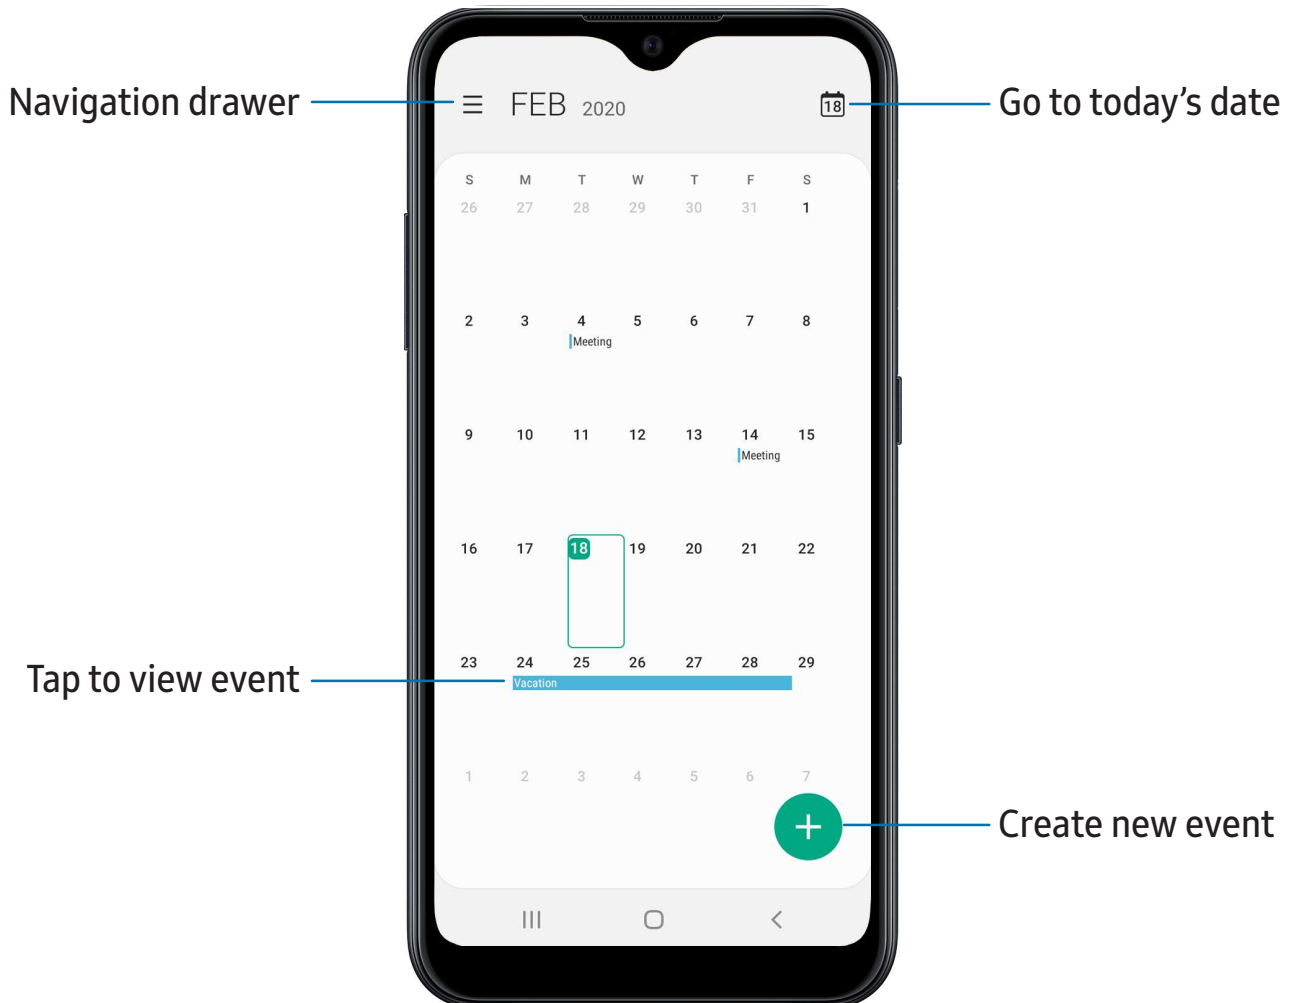 Navigation drawer
FEB 2020
18
Go to today's date
S M T W T F S
26 27 28 29 30 31 1
2 3 4 5 6 7 8
Meeting
9 10 11 12 13 14 15
Meeting
16 17 18 19 20 21 22
23 24 25 26 27 28 29
Tap to view event
Vacation
1 2 3 4 5 6 7
Create new event